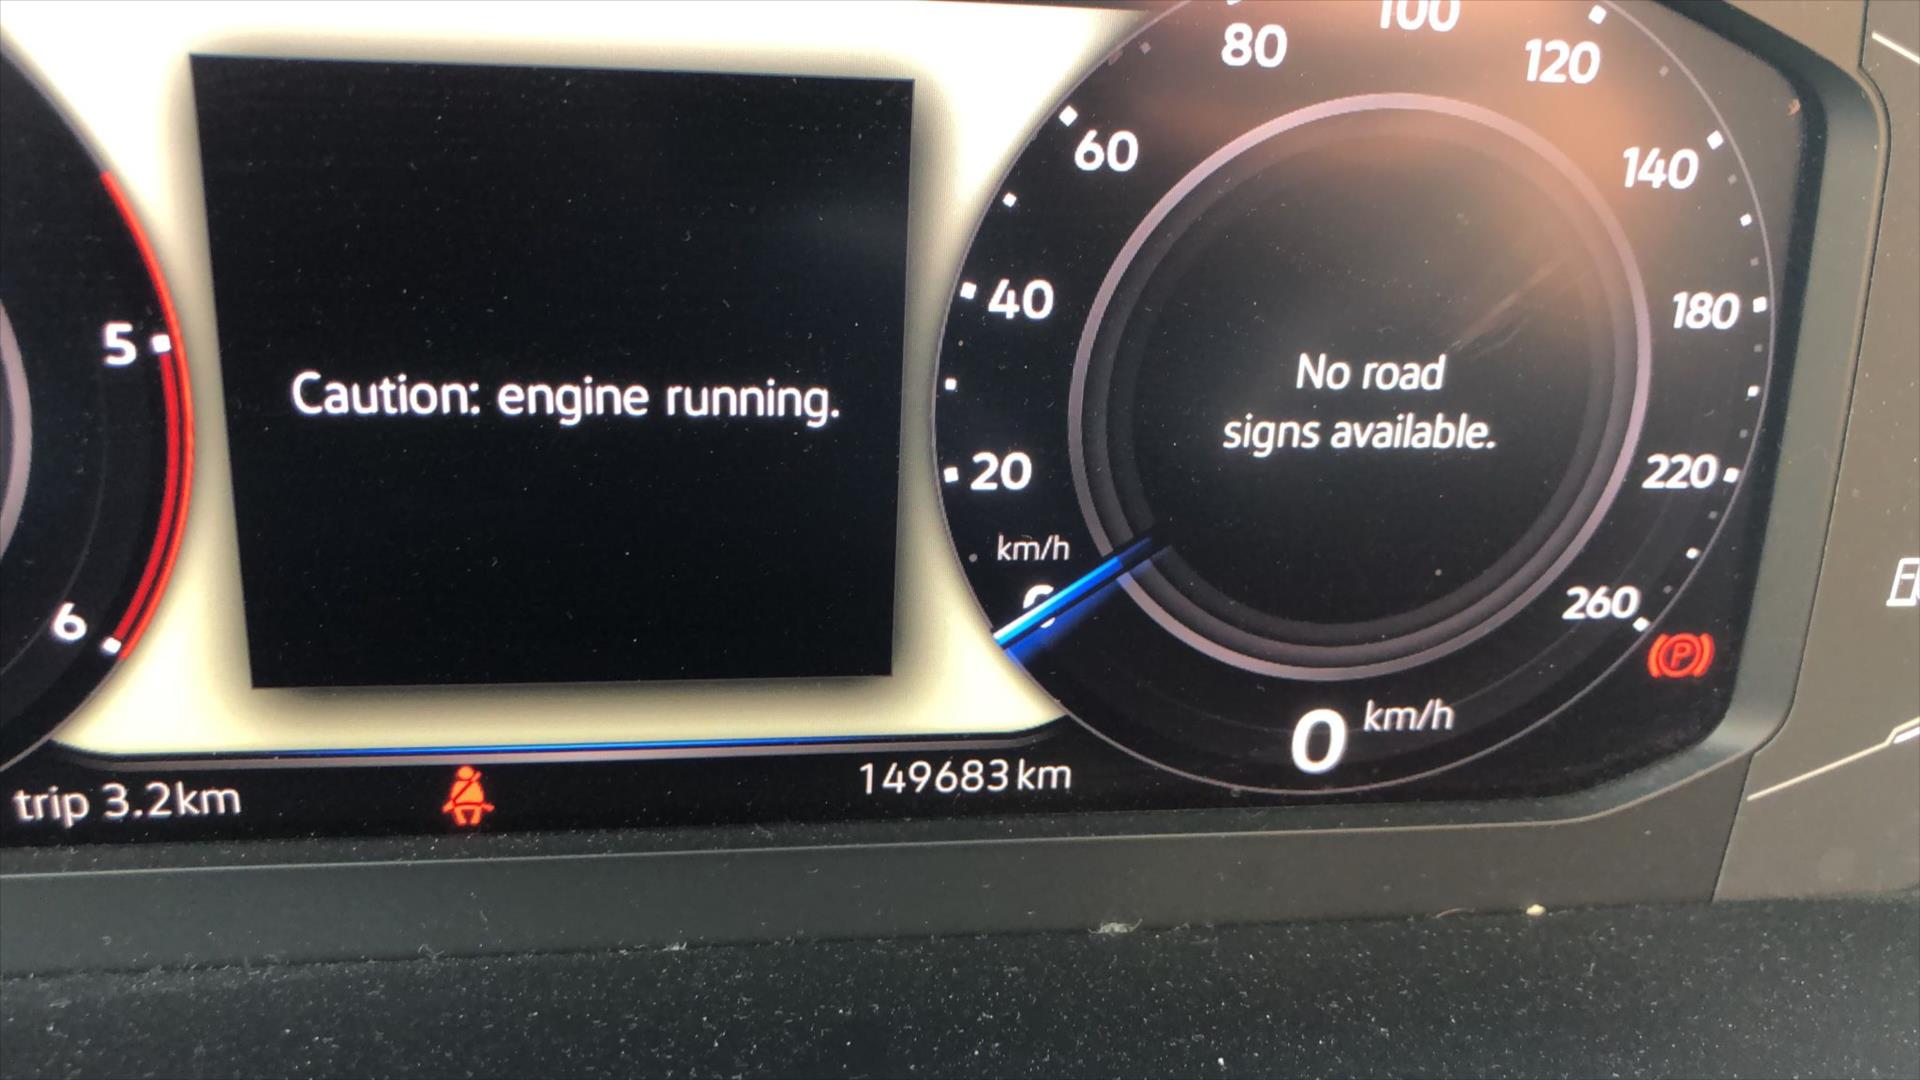 5
6
Caution: engine running.
20
40
60
80
100
120
140
180
220
260
km/h
No road
signs available.
0 km/h
P
trip 3.2km
149683 km